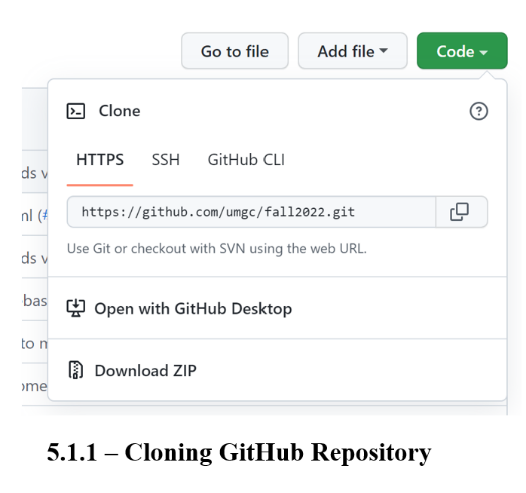 Go to file Add file Code
Clone
HTTPS SSH GitHub CLI
ds v
https://github.com/umgc/fall2022.git
ml (#
Use Git or checkout with SVN using the web URL.
ds v
bas
Open with GitHub Desktop
to
Download ZIP
ome
5.1.1 – Cloning GitHub Repository